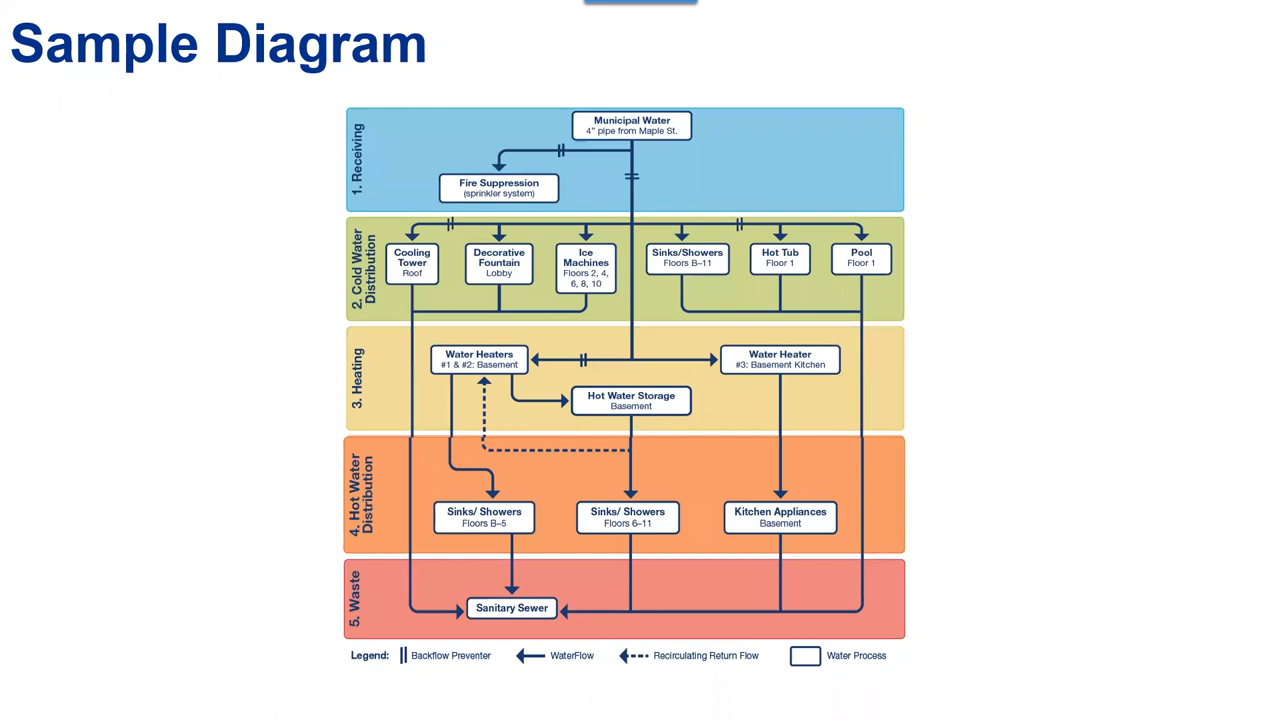 Sample Diagram
1. Receiving
Municipal Water
4" pipe from Maple St.
Fire Suppression
(sprinkler system)
2. Cold Water
Distribution
Cooling
Tower
Roof
Decorative
Fountain
Lobby
Ice
Machines
Floors 2, 4,
6, 8, 10
Sinks/Showers
Floors B–11
Hot Tub
Floor 1
Pool
Floor 1
3. Heating
Water Heaters
#1 & #2: Basement
Water Heater
#3: Basement Kitchen
Hot Water Storage
Basement
4. Hot Water
Distribution
Sinks/ Showers
Floors B–5
Sinks/ Showers
Floors 6–11
Kitchen Appliances
Basement
5. Waste
Sanitary Sewer
Legend: Backflow Preventer WaterFlow Recirculating Return Flow Water Process